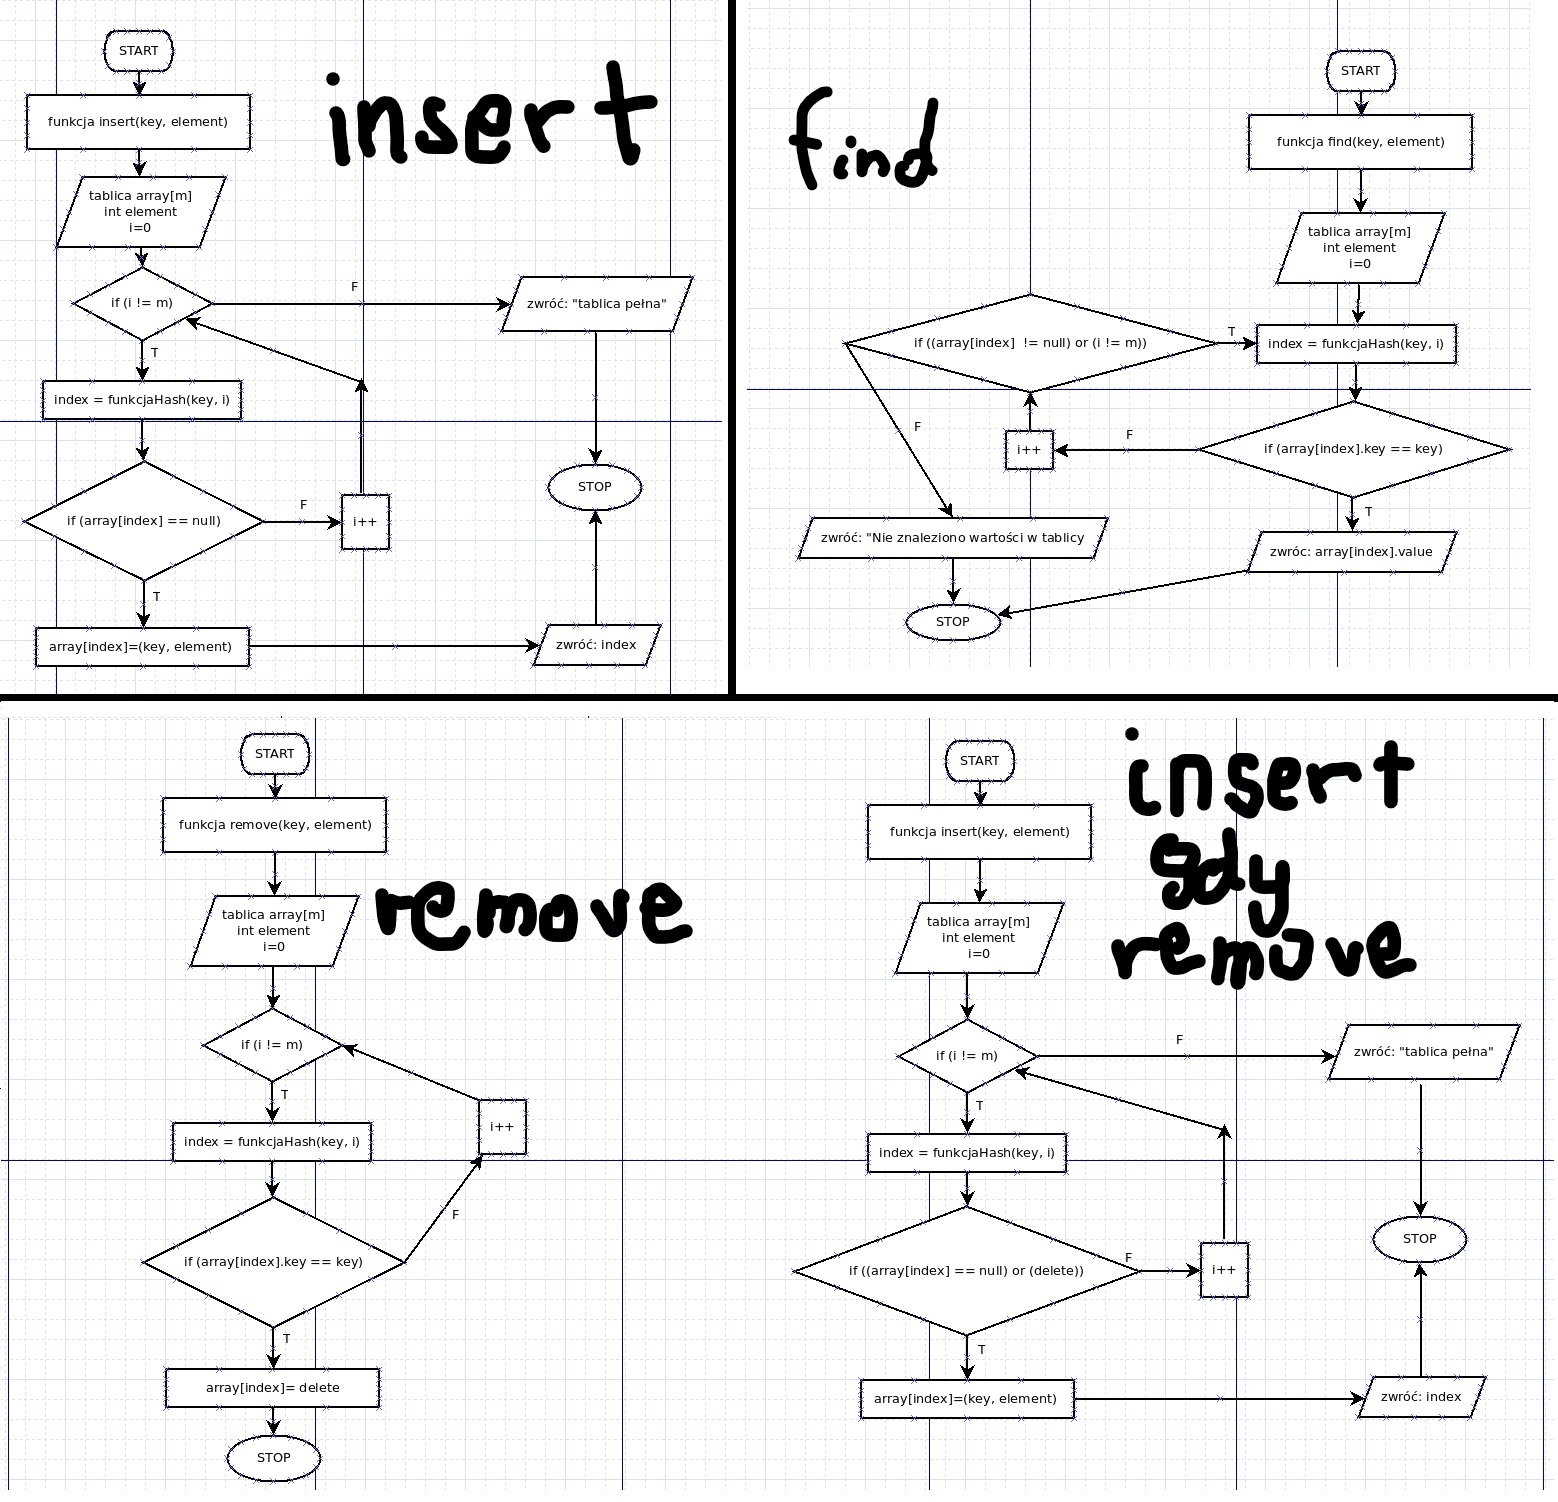 START
insert
funkcja insert(key, element)
tablica array[m]
int element
i=0
if (i != m)
F
zwróć: "tablica pełna"
T
index = funkcjaHash(key, i)
if (array[index] == null)
F
i++
STOP
T
array[index]=(key, element)
zwróć: index
find
START
funkcja find(key, element)
tablica array[m]
int element
i=0
if ((array[index]  != null) or (i != m))
T
index = funkcjaHash(key, i)
F
i++
F
if (array[index].key == key)
T
zwróć: "Nie znaleziono wartości w tablicy
zwróc: array[index].value
STOP
START
funkcja remove(key, element)
remove
tablica array[m]
int element
i=0
if (i != m)
T
i++
index = funkcjaHash(key, i)
F
if (array[index].key == key)
T
array[index]= delete
STOP
insert
gdy
remove
START
funkcja insert(key, element)
tablica array[m]
int element
i=0
if (i != m)
F
zwróć: "tablica pełna"
T
index = funkcjaHash(key, i)
if ((array[index] == null) or (delete))
F
i++
STOP
T
array[index]=(key, element)
zwróć: index